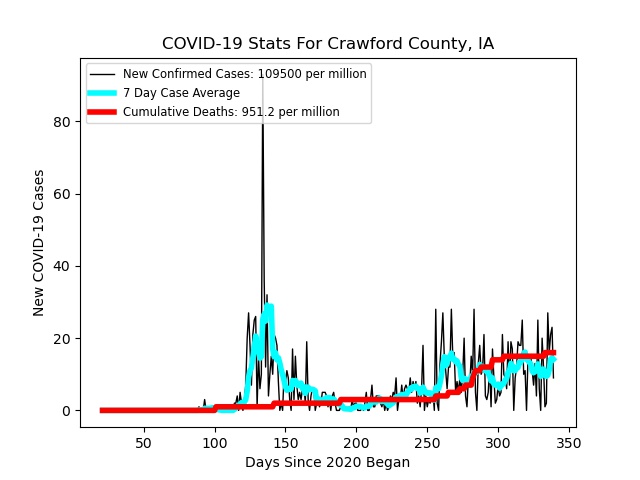 COVID-19 Stats For Crawford County, IA
New Confirmed Cases: 109500 per million
7 Day Case Average
Cumulative Deaths: 951.2 per million
New COVID-19 Cases
80
60
40
20
0
50 100 150 200 250 300 350
Days Since 2020 Began